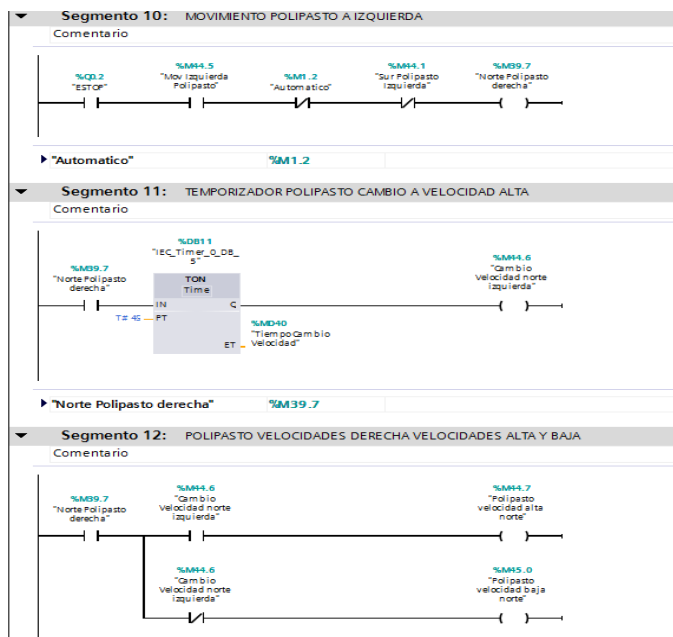 Segmento 10: MOVIMIENTO POLIPASTO A IZQUIERDA
Comentario
%Q0.2
"ESTOP"
%M44.5
"Mov Izquierda
Polipasto"
%M1.2
"Automatico"
%M44.1
"Sur Polipasto
Izquierda"
%M39.7
"Norte Polipasto
derecha"
"Automatico" %M1.2
Segmento 11: TEMPORIZADOR POLIPASTO CAMBIO A VELOCIDAD ALTA
Comentario
%M39.7
"Norte Polipasto
derecha"
%DB11
"IEC_Timer_0_DB_
5"
TON
Time
IN Q
T# 4S PT
ET
%MD40
"Tiempo Cambio
Velocidad"
%M44.6
"Cambio
Velocidad norte
izquierda"
"Norte Polipasto derecha" %M39.7
Segmento 12: POLIPASTO VELOCIDADES DERECHA VELOCIDADES ALTA Y BAJA
Comentario
%M39.7
"Norte Polipasto
derecha"
%M44.6
"Cambio
Velocidad norte
izquierda"
%M44.7
"Polipasto
velocidad alta
norte"
%M44.6
"Cambio
Velocidad norte
izquierda"
%M45.0
"Polipasto
velocidad baja
norte"